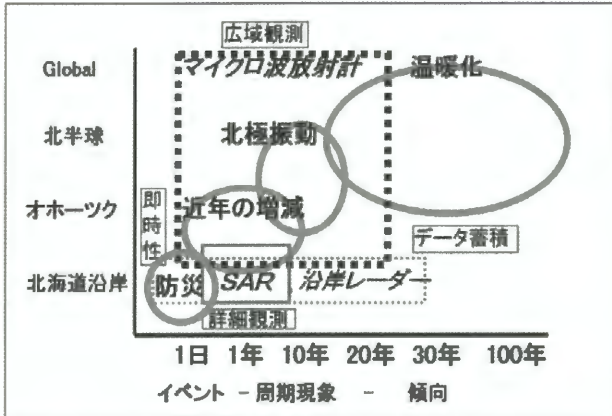 広域観測
Global マイクロ波放射計 温暖化
北半球 北極振動
オホーツク 即時性 近年の増減
データ蓄積
北海道沿岸 防災 SAR 沿岸レーダー
詳細観測
1日 1年 10年 20年 30年 100年
イベント － 周期現象 － 傾向